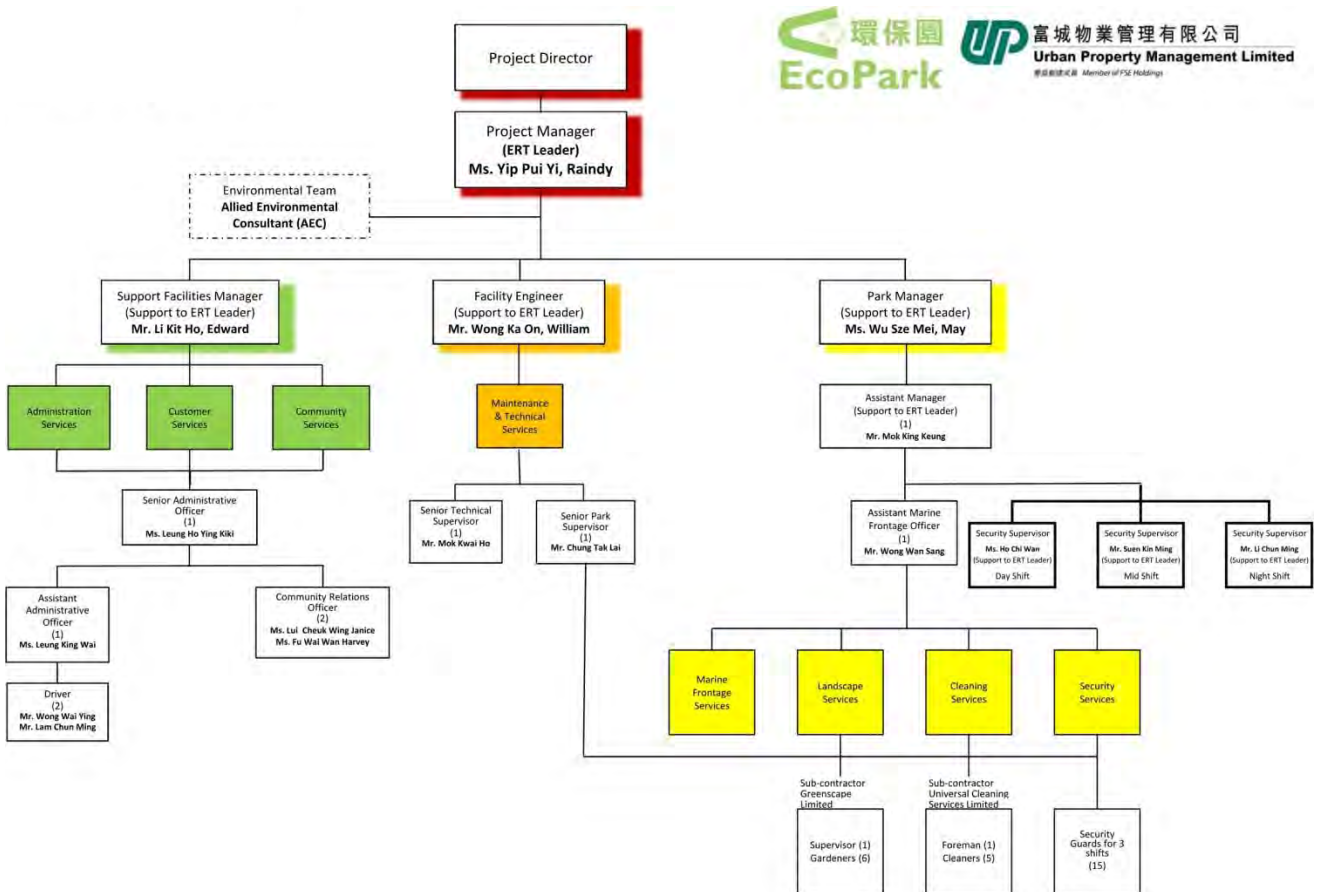 環保園
EcoPark
UP
富城物業管理有限公司
Urban Property Management Limited
Member of FSE Holdings
Project Director
Project Manager
(ERT Leader)
Ms. Yip Pui Yi, Raindy
Environmental Team
Allied Environmental
Consultant (AEC)
Support Facilities Manager
(Support to ERT Leader)
Mr. Li Kit Ho, Edward
Facility Engineer
(Support to ERT Leader)
Mr. Wong Ka On, William
Park Manager
(Support to ERT Leader)
Ms. Wu Sze Mei, May
Administration
Services
Customer
Services
Community
Services
Maintenance
& Technical
Services
Assistant Manager
(Support to ERT Leader)
(1)
Mr. Mok King Keung
Senior Administrative
Officer
(1)
Ms. Leung Ho Ying Kiki
Senior Technical
Supervisor
(1)
Mr. Mok Kwai Ho
Senior Park
Supervisor
(1)
Mr. Chung Tak Lai
Assistant Marine
Frontage Officer
(1)
Mr. Wong Wan Sang
Security Supervisor
Ms. Ho Chi Wan
(Support to ERT Leader)
Day Shift
Security Supervisor
Mr. Suen Kin Ming
(Support to ERT Leader)
Mid Shift
Security Supervisor
Mr. Li Chun Ming
(Support to ERT Leader)
Night Shift
Assistant
Administrative
Officer
(1)
Ms. Leung King Wai
Community Relations
Officer
(2)
Ms. Lui Cheuk Wing Janice
Ms. Fu Wai Wan Harvey
Driver
(2)
Mr. Wong Wai Ying
Mr. Lam Chun Ming
Marine
Frontage
Services
Landscape
Services
Cleaning
Services
Security
Services
Sub-contractor
Greenscape
Limited
Sub-contractor
Universal Cleaning
Services Limited
Supervisor (1)
Gardeners (6)
Foreman (1)
Cleaners (5)
Security
Guards for 3
shifts
(15)